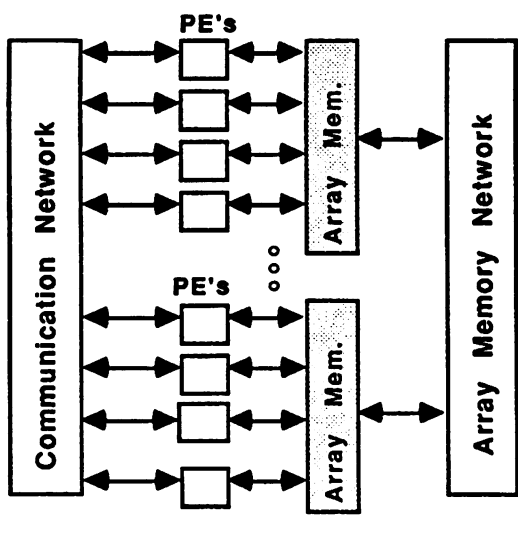 PE's
Communication Network
Array Mem.
Array Memory Network
PE's
Array Mem.